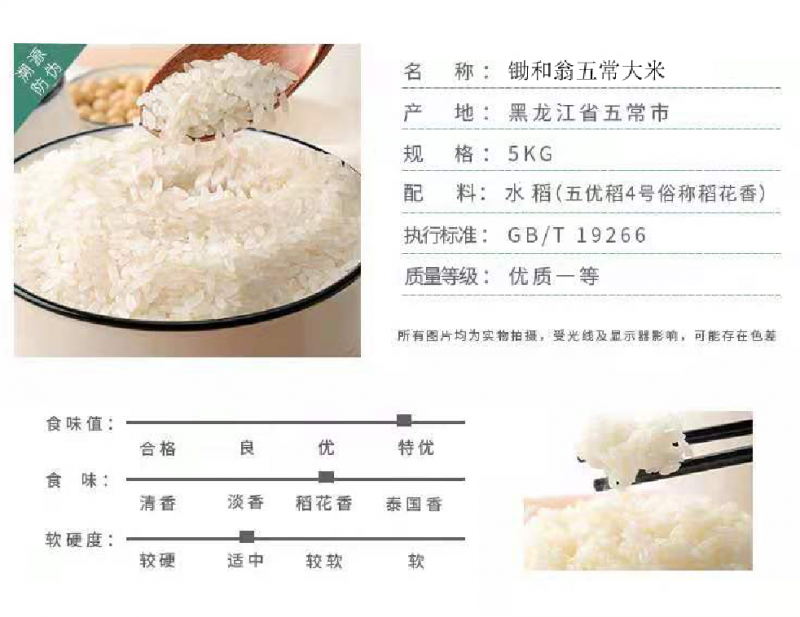 溯源
防伪
名 称：锄和翁五常大米
产 地：黑龙江省五常市
规 格：5KG
配 料：水 稻(五优稻4号俗称稻花香)
执行标准：GB/T 19266
质量等级：优质一等
所有图片均为实物拍摄，受光线及显示器影响，可能存在色差
食味值：
合格 良 优 特优
食 味：
清香 淡香 稻花香 泰国香
软硬度：
较硬 适中 较软 软